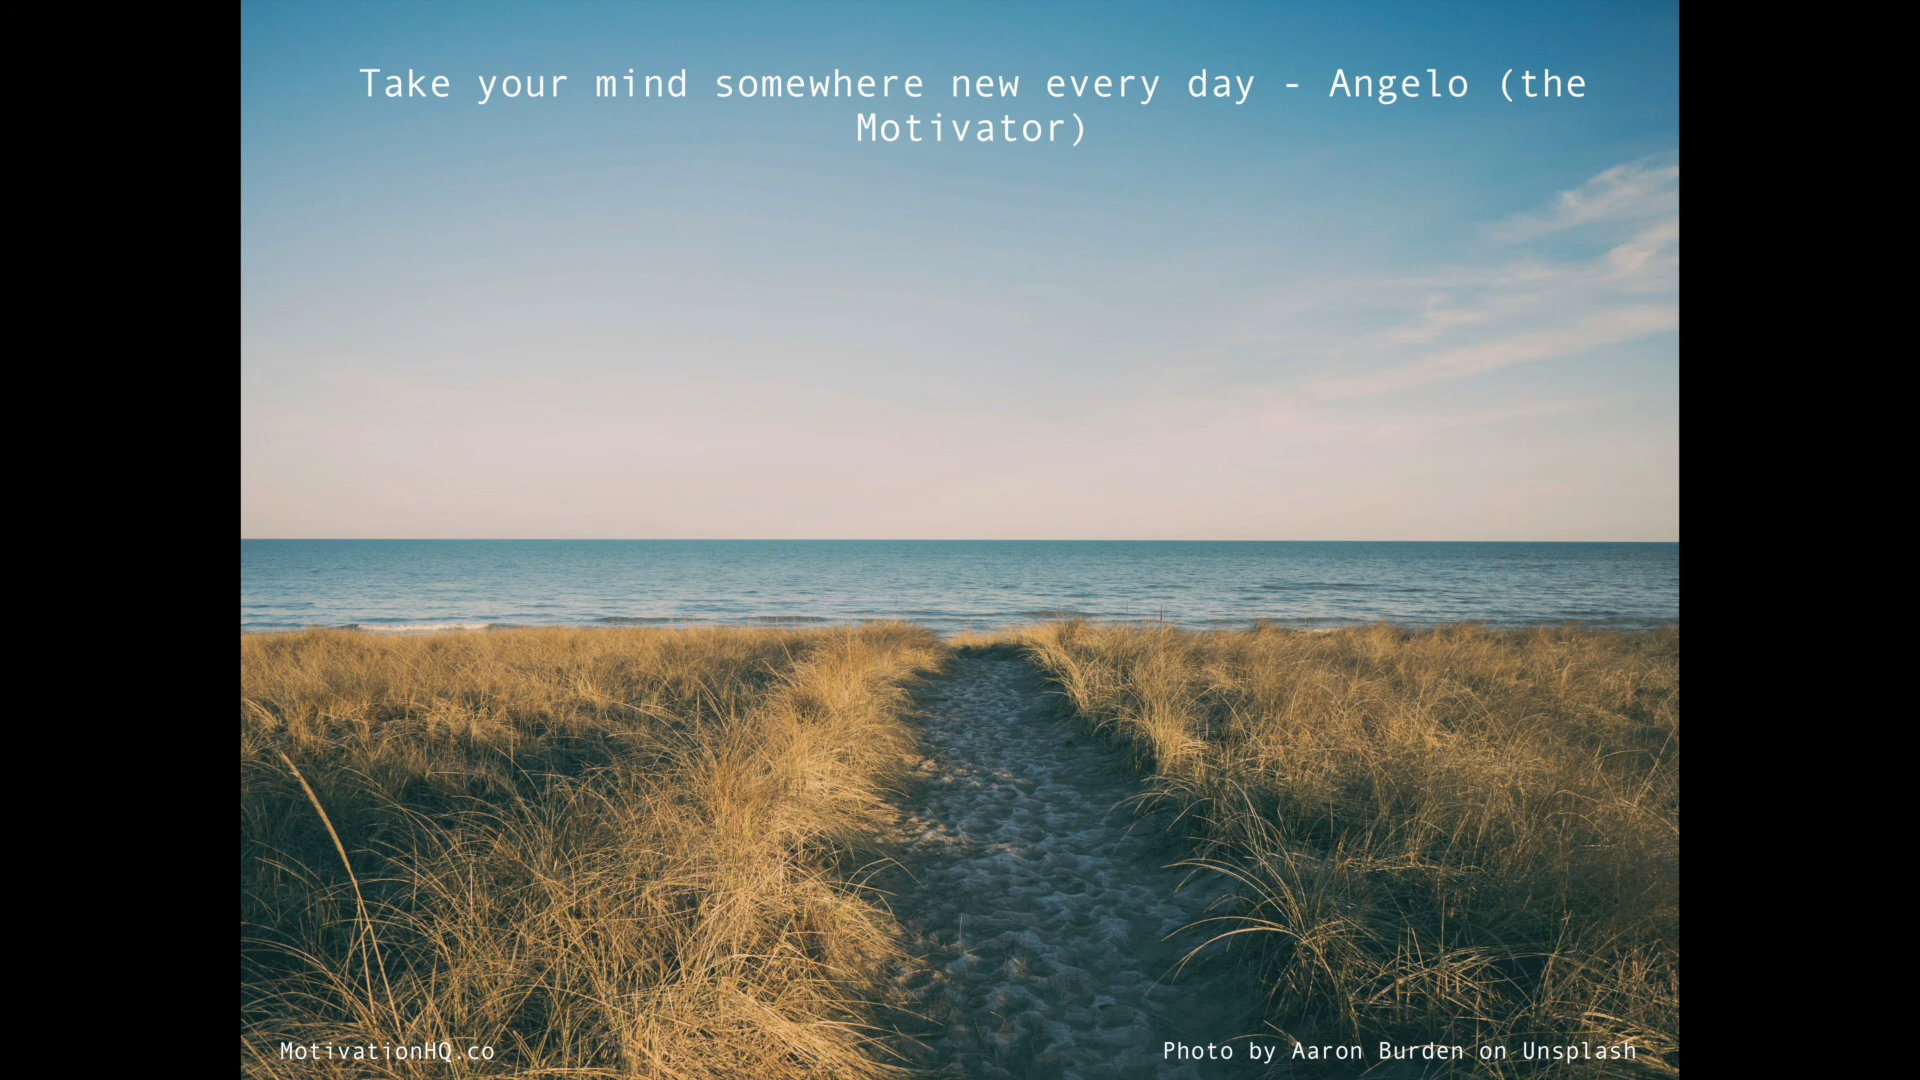 Take your mind somewhere new every day - Angelo (the
Motivator)
MotivationHQ.co
Photo by Aaron Burden on Unsplash